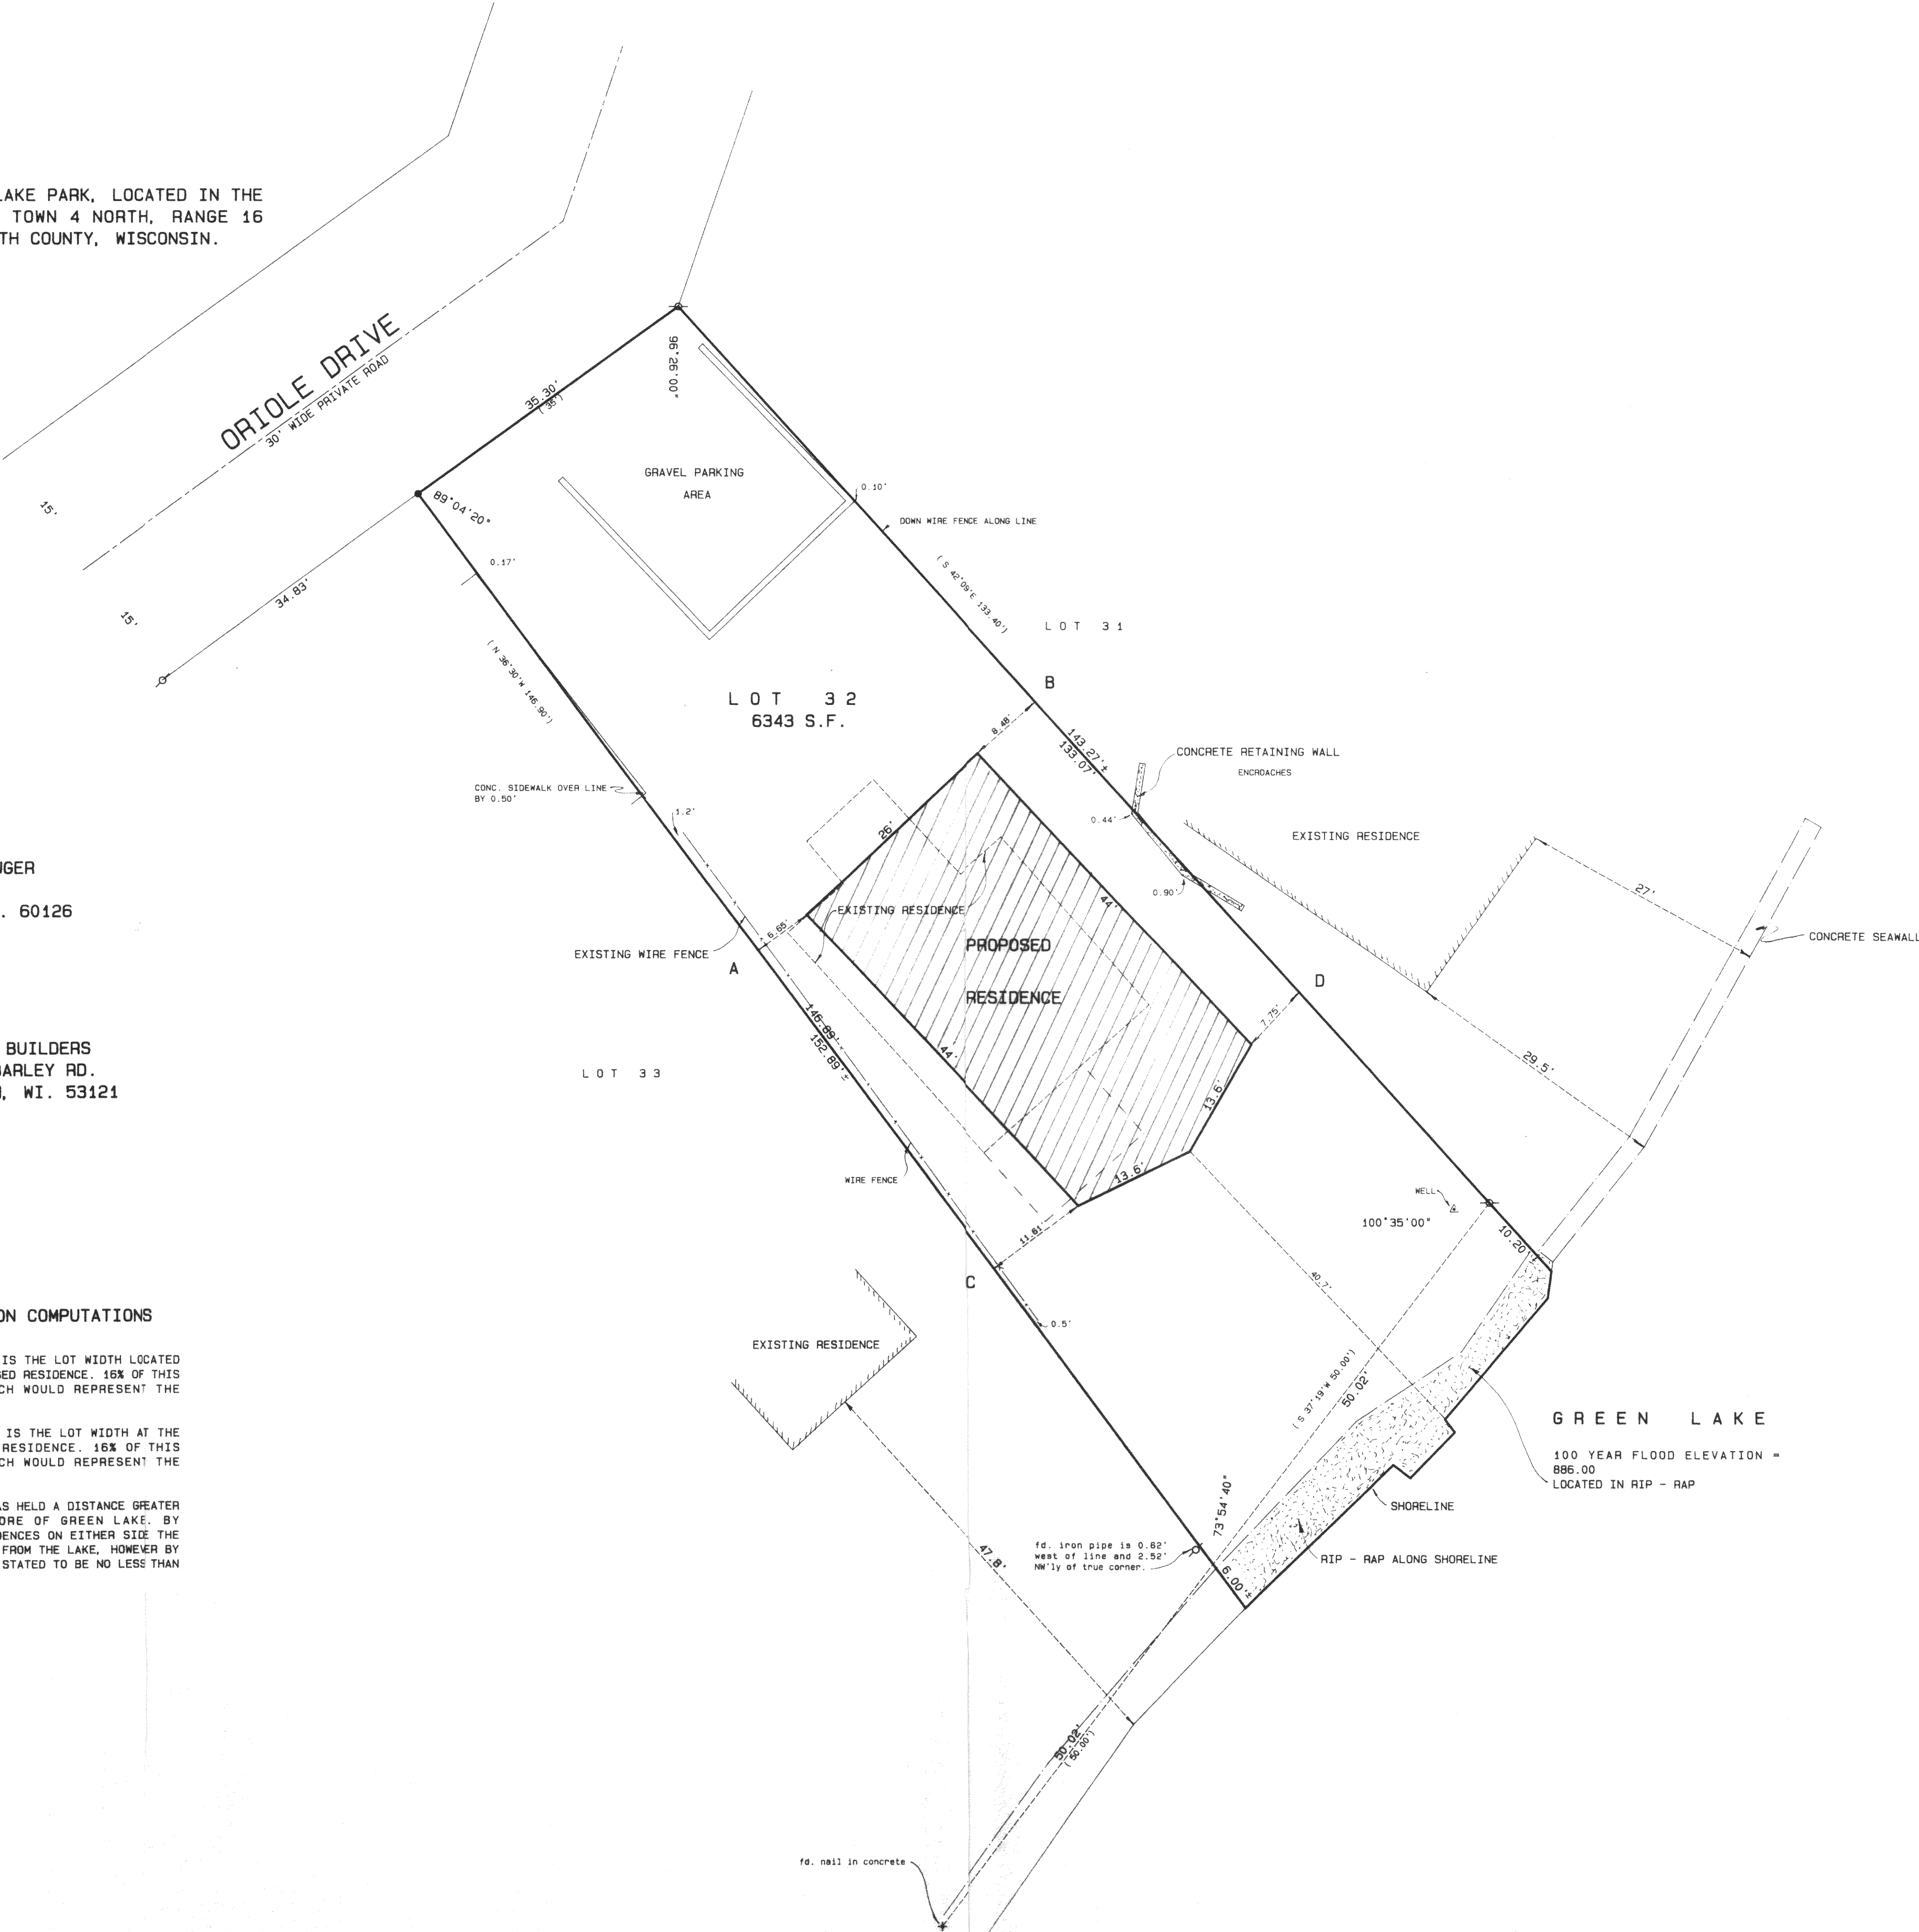 LAKE PARK, LOCATED IN THE
TOWN 4 NORTH, RANGE 16
TH COUNTY, WISCONSIN.
ORIOLE DRIVE
30' WIDE PRIVATE ROAD
15'
15'
34.83'
35.30'
(35')
96°26'00"
89°04'20"
GRAVEL PARKING
AREA
0.10'
DOWN WIRE FENCE ALONG LINE
(S 42°09'E 133.40')
LOT 31
0.17'
(N 36°30'W 146.90')
LOT 32
6343 S.F.
B
8.48'
143.27'±
133.07'
CONCRETE RETAINING WALL
ENCROACHES
0.44'
0.90'
EXISTING RESIDENCE
27'
CONCRETE SEAWALL
29.5'
CONC. SIDEWALK OVER LINE
BY 0.50'
1.2'
26'
EXISTING RESIDENCE
44'
PROPOSED
RESIDENCE
6.65'
EXISTING WIRE FENCE
A
D
7.75'
146.89'
152.89'±
44'
LOT 33
13.6'
13.6'
WIRE FENCE
WELL
100°35'00"
10.20'±
11.61'
C
40.7'
0.5'
EXISTING RESIDENCE
(S 37°19'W 50.00')
50.02'
GREEN LAKE
100 YEAR FLOOD ELEVATION =
886.00
LOCATED IN RIP - RAP
SHORELINE
73°54'40"
fd. iron pipe is 0.62'
west of line and 2.52'
NW'ly of true corner.
RIP - RAP ALONG SHORELINE
47.8'
6.00'±
50.02'
(50.00')
fd. nail in concrete
UGER
. 60126
BUILDERS
BARLEY RD.
, WI. 53121
ON COMPUTATIONS
IS THE LOT WIDTH LOCATED
SED RESIDENCE. 16% OF THIS
CH WOULD REPRESENT THE
IS THE LOT WIDTH AT THE
RESIDENCE. 16% OF THIS
CH WOULD REPRESENT THE
AS HELD A DISTANCE GREATER
ORE OF GREEN LAKE. BY
DENCES ON EITHER SIDE THE
FROM THE LAKE, HOWEVER BY
STATED TO BE NO LESS THAN